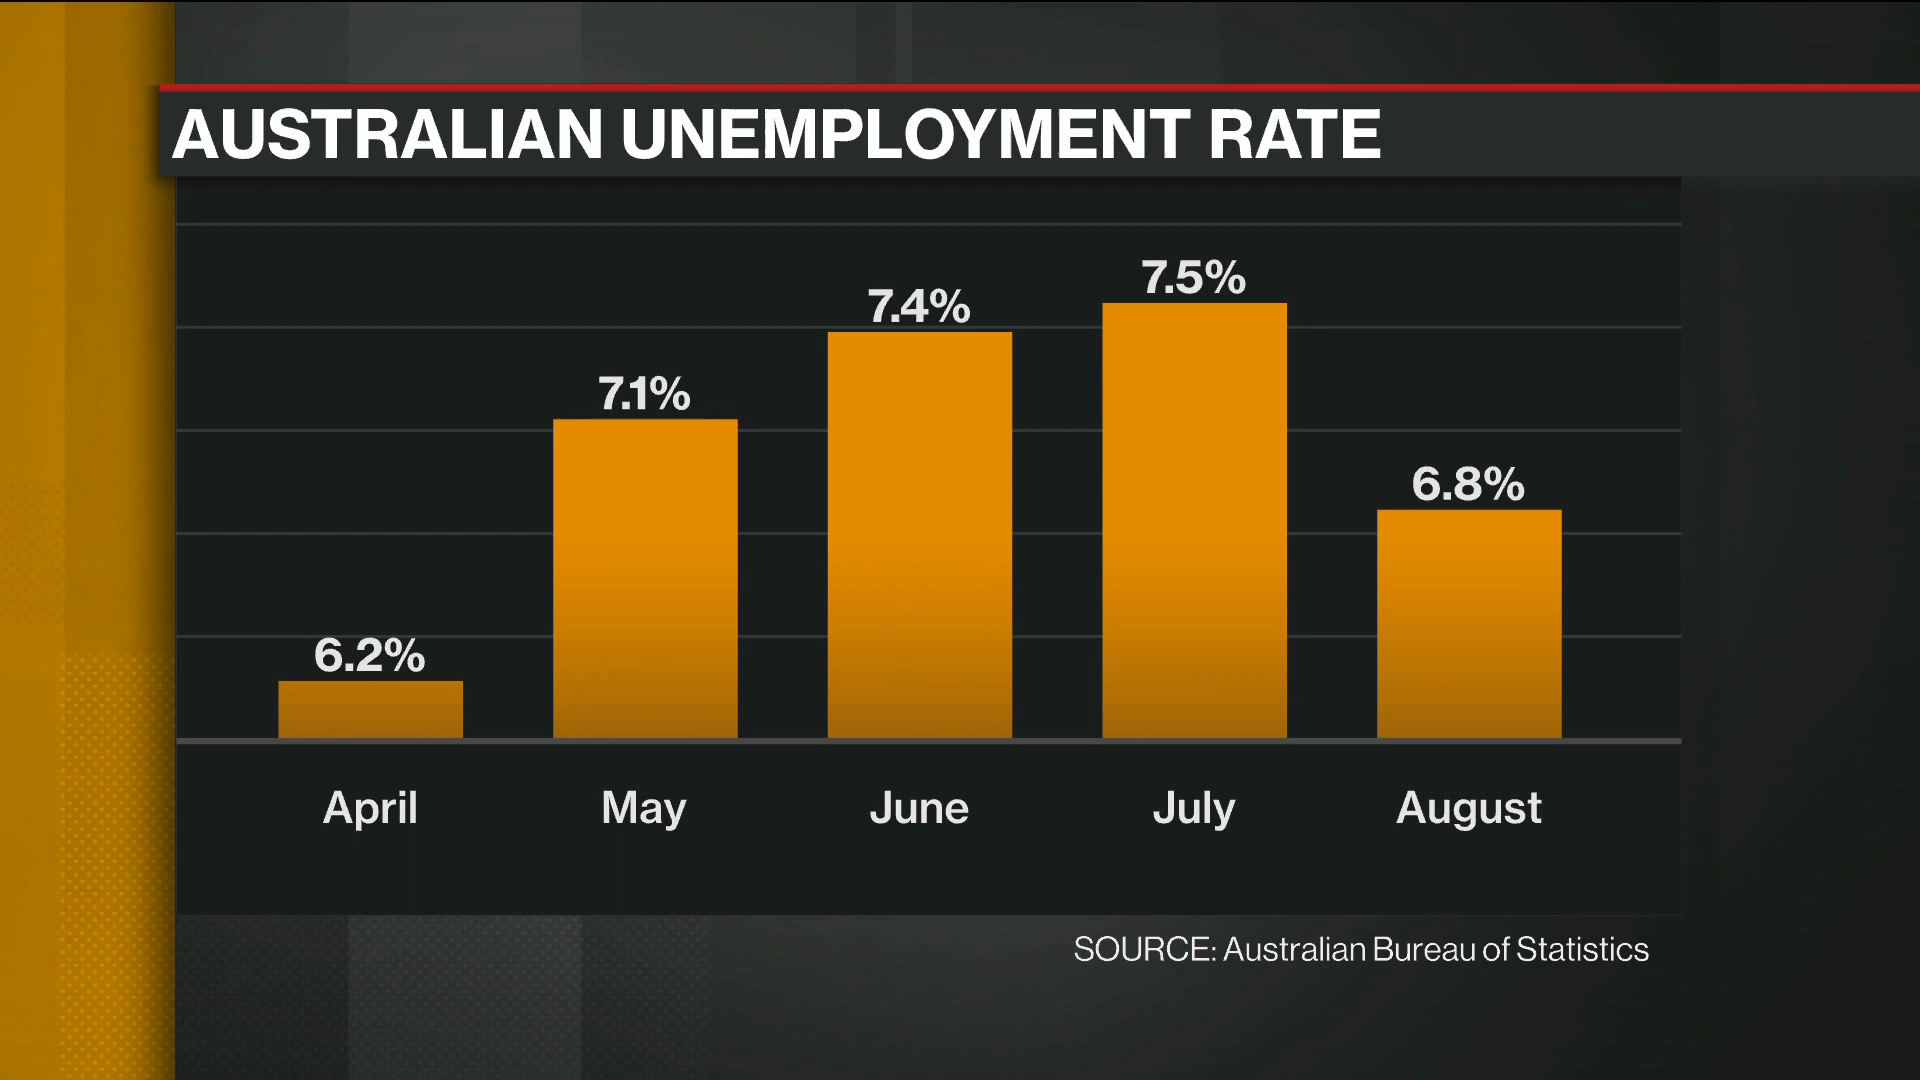 AUSTRALIAN UNEMPLOYMENT RATE
6.2%
7.1%
7.4%
7.5%
6.8%
April
May
June
July
August
SOURCE: Australian Bureau of Statistics